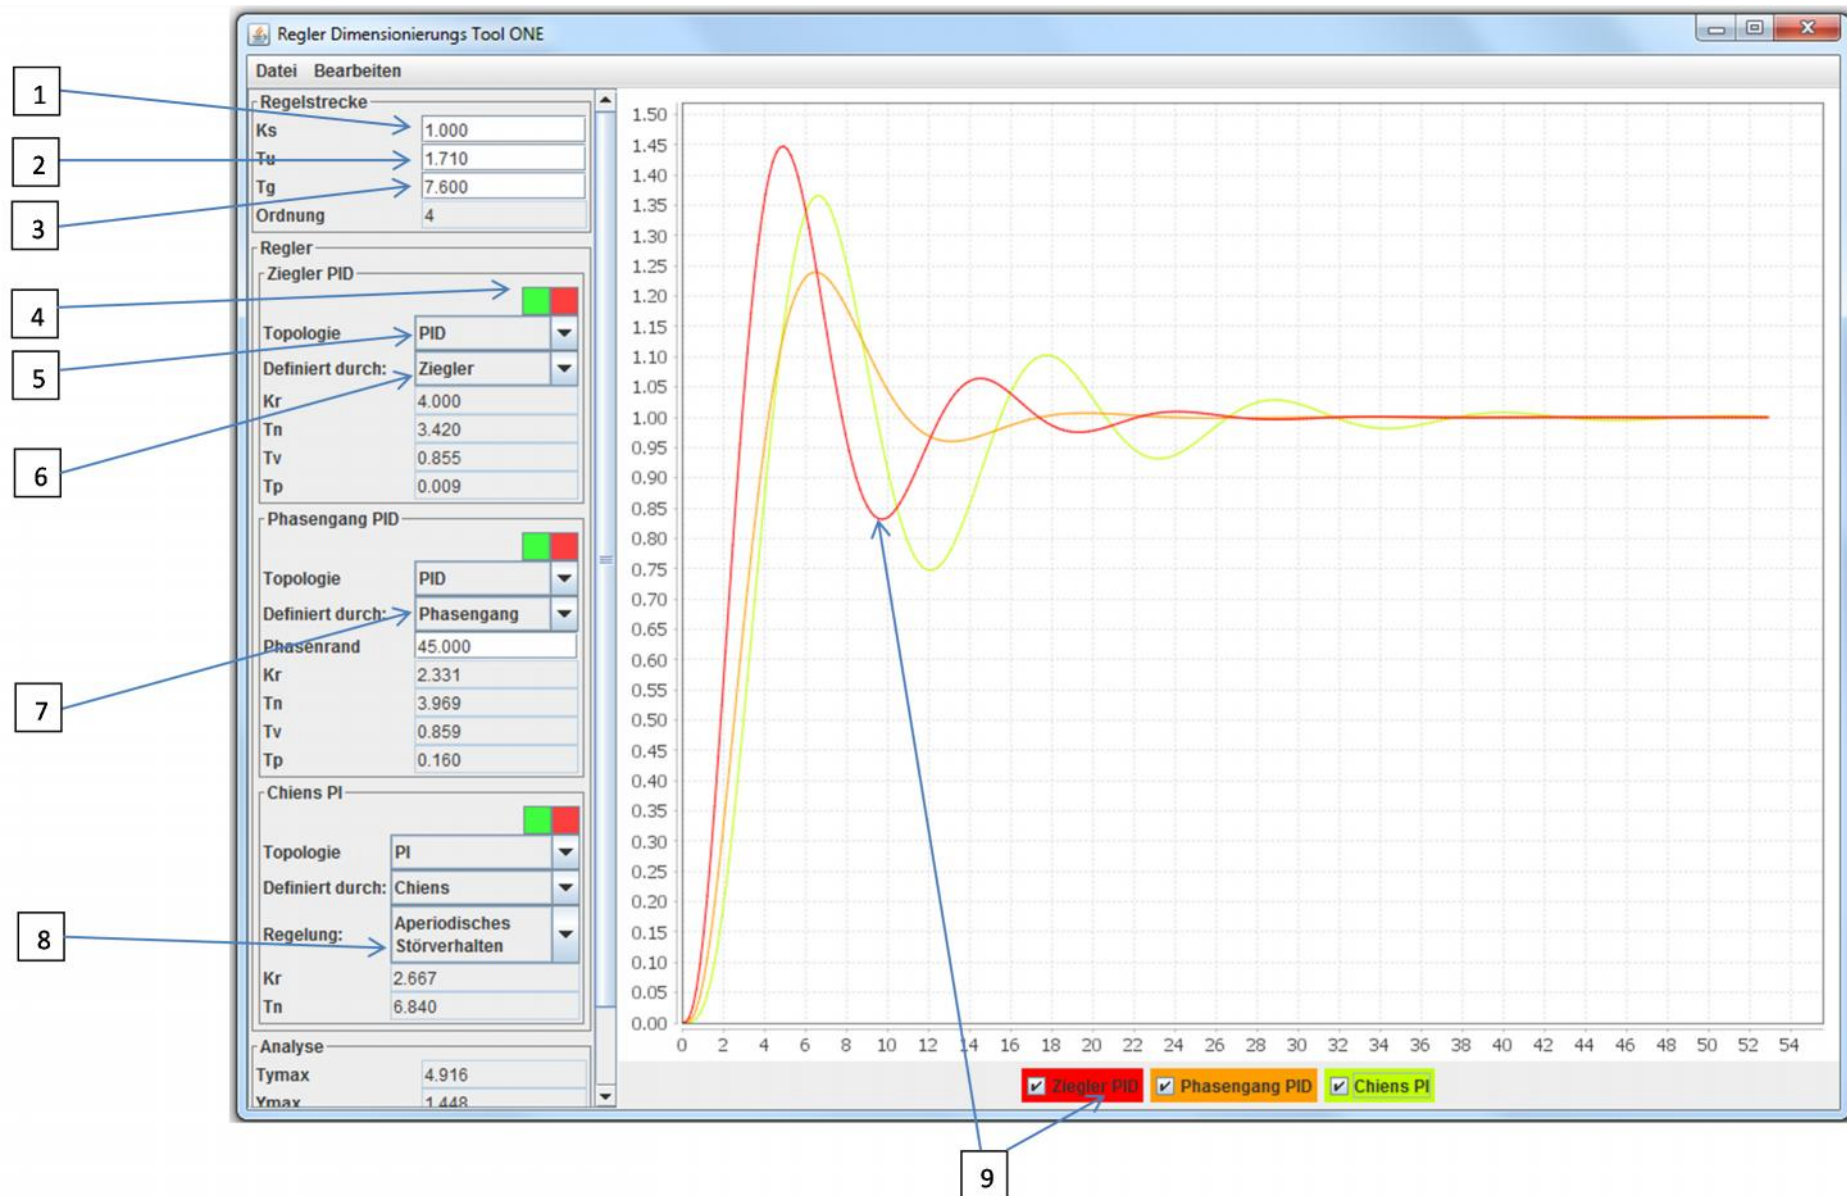 Regler Dimensionierungs Tool ONE
Datei Bearbeiten
1
2
3
4
5
6
7
8
9
Regelstrecke
Ks 1.000
Tu 1.710
Tg 7.600
Ordnung 4
Regler
Ziegler PID
Topologie PID
Definiert durch: Ziegler
Kr 4.000
Tn 3.420
Tv 0.855
Tp 0.009
Phasengang PID
Topologie PID
Definiert durch: Phasengang
Phasenrand 45.000
Kr 2.331
Tn 3.969
Tv 0.859
Tp 0.160
Chiens PI
Topologie PI
Definiert durch: Chiens
Regelung: Aperiodisches
Störverhalten
Kr 2.667
Tn 6.840
Analyse
Tymax 4.916
Ymax 1.448
1.50
1.45
1.40
1.35
1.30
1.25
1.20
1.15
1.10
1.05
1.00
0.95
0.90
0.85
0.80
0.75
0.70
0.65
0.60
0.55
0.50
0.45
0.40
0.35
0.30
0.25
0.20
0.15
0.10
0.05
0.00
0 2 4 6 8 10 12 14 16 18 20 22 24 26 28 30 32 34 36 38 40 42 44 46 48 50 52 54
Ziegler PID Phasengang PID Chiens PI